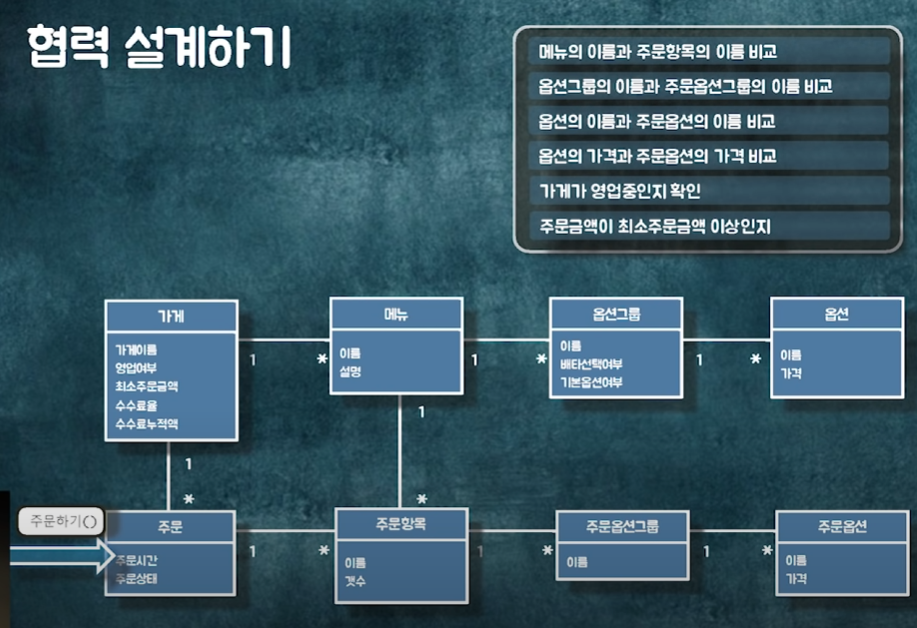 협력 설계하기
메뉴의 이름과 주문항목의 이름 비교
옵션그룹의 이름과 주문옵션그룹의 이름 비교
옵션의 이름과 주문옵션의 이름 비교
옵션의 가격과 주문옵션의 가격 비교
가게가 영업중인지 확인
주문금액이 최소주문금액 이상인지
가게
가게이름
영업여부
최소주문금액
수수료율
수수료누적액
1
*
메뉴
이름
설명
1
*
옵션그룹
이름
배타선택여부
기본옵션여부
1
*
옵션
이름
가격
1
*
1
*
주문하기()
주문
주문시간
주문상태
1
*
주문항목
이름
갯수
1
*
주문옵션그룹
이름
1
*
주문옵션
이름
가격